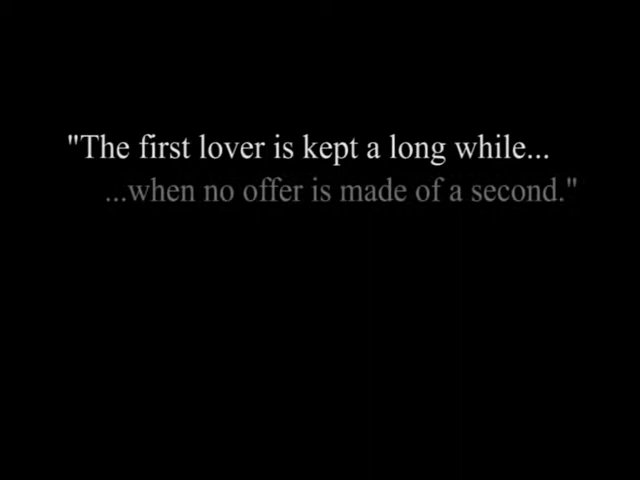 "The first lover is kept a long while...
...when no offer is made of a second."